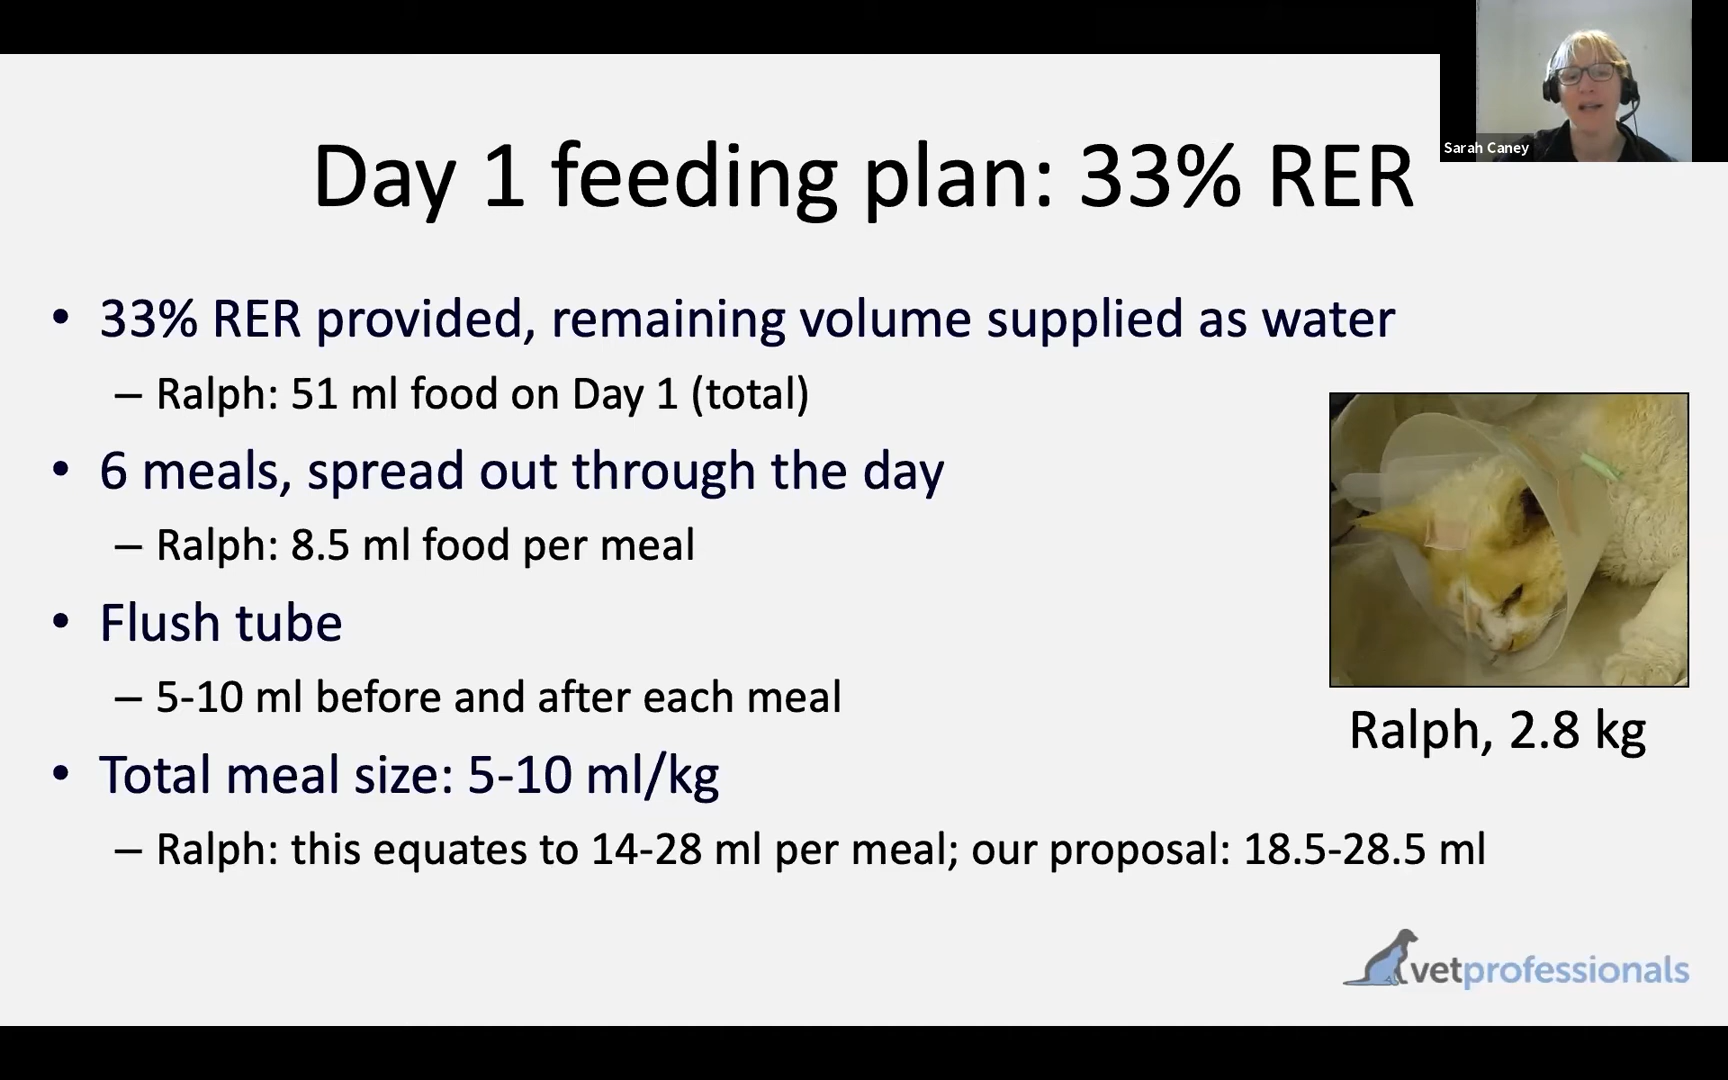 Sarah Caney
Day 1 feeding plan: 33% RER
• 33% RER provided, remaining volume supplied as water
– Ralph: 51 ml food on Day 1 (total)
• 6 meals, spread out through the day
– Ralph: 8.5 ml food per meal
• Flush tube
– 5-10 ml before and after each meal
• Total meal size: 5-10 ml/kg
– Ralph: this equates to 14-28 ml per meal; our proposal: 18.5-28.5 ml
Ralph, 2.8 kg
vetprofessionals